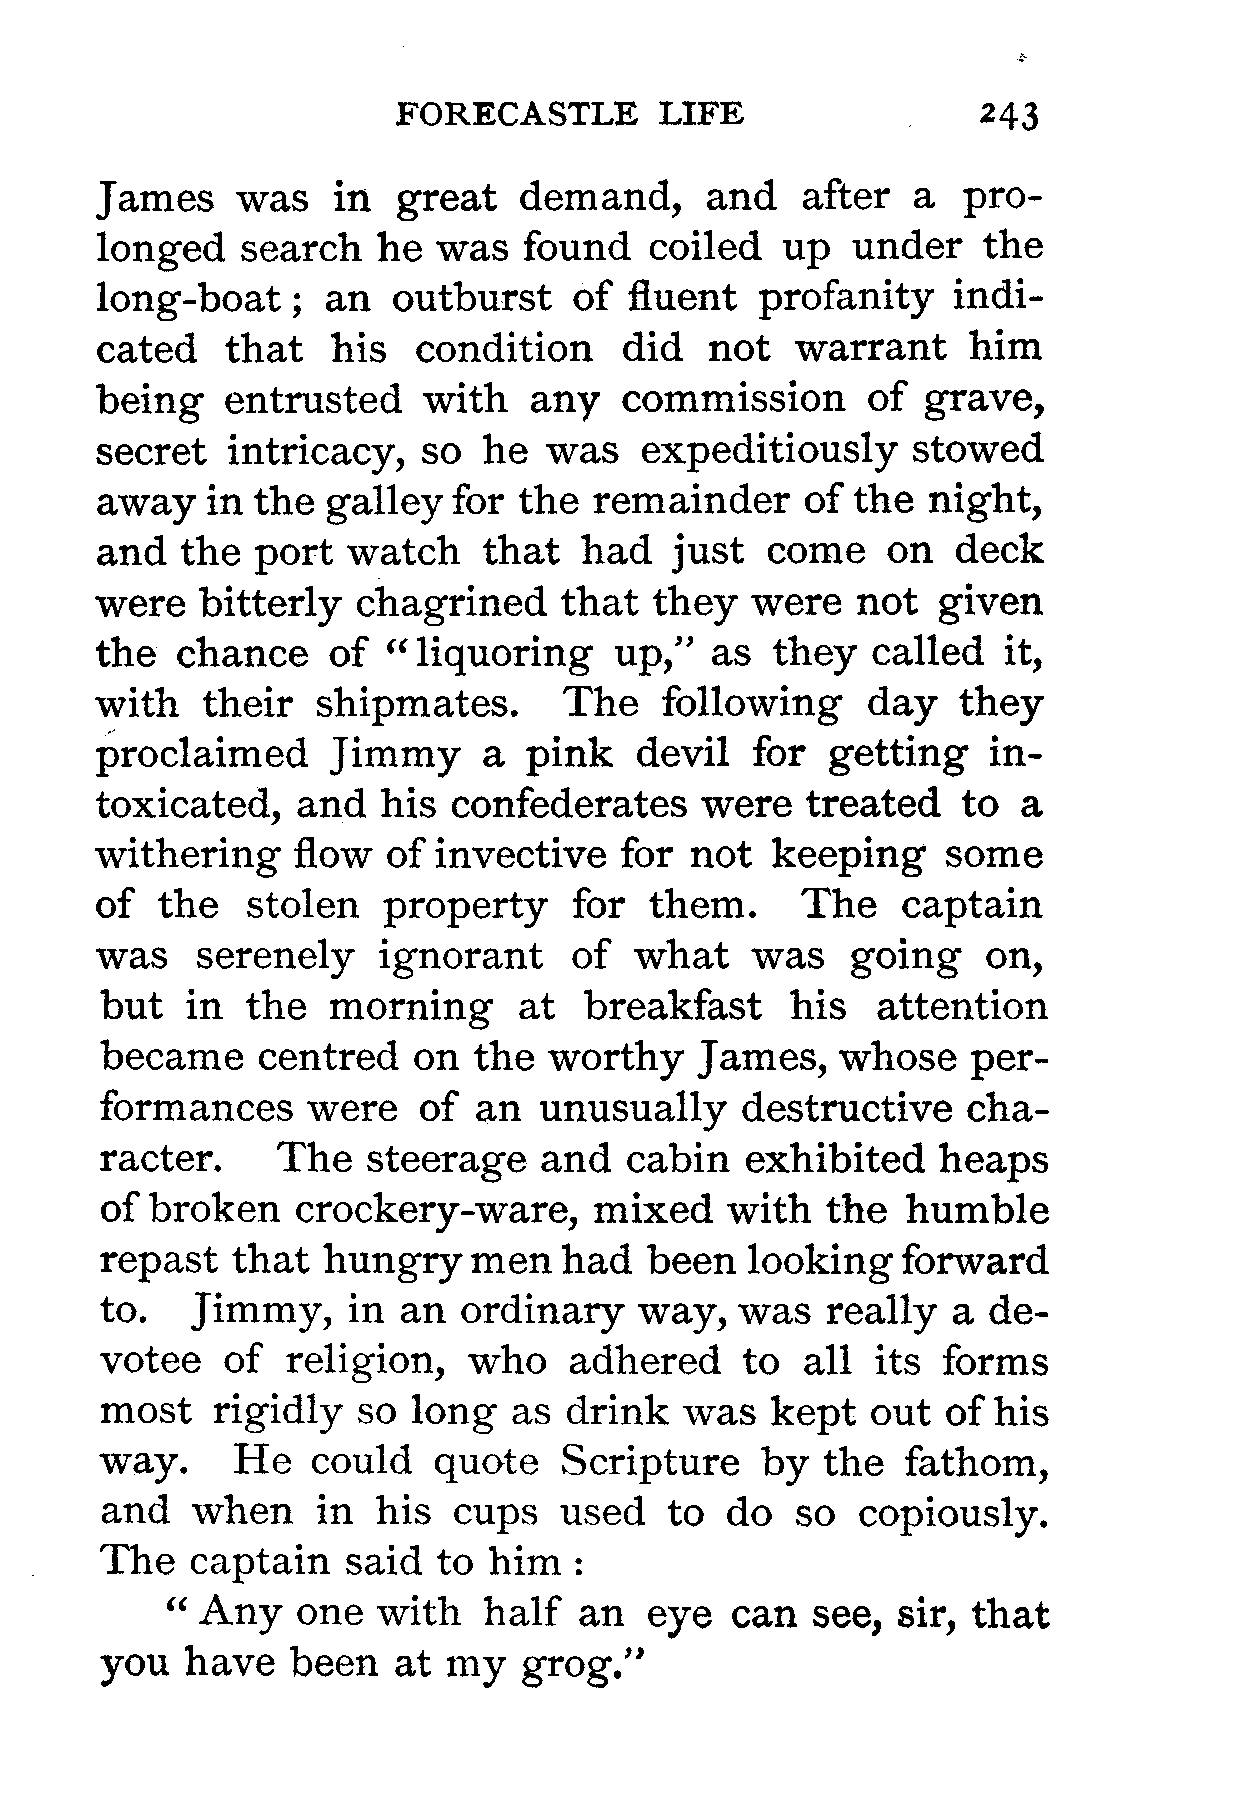 FORECASTLE LIFE 243
James was in great demand, and after a pro-
longed search he was found coiled up under the
long-boat ; an outburst of fluent profanity indi-
cated that his condition did not warrant him
being entrusted with any commission of grave,
secret intricacy, so he was expeditiously stowed
away in the galley for the remainder of the night,
and the port watch that had just come on deck
were bitterly chagrined that they were not given
the chance of “ liquoring up,” as they called it,
with their shipmates. The following day they
proclaimed Jimmy a pink devil for getting in-
toxicated, and his confederates were treated to a
withering flow of invective for not keeping some
of the stolen property for them. The captain
was serenely ignorant of what was going on,
but in the morning at breakfast his attention
became centred on the worthy James, whose per-
formances were of an unusually destructive cha-
racter. The steerage and cabin exhibited heaps
of broken crockery-ware, mixed with the humble
repast that hungry men had been looking forward
to. Jimmy, in an ordinary way, was really a de-
votee of religion, who adhered to all its forms
most rigidly so long as drink was kept out of his
way. He could quote Scripture by the fathom,
and when in his cups used to do so copiously.
The captain said to him :
“ Any one with half an eye can see, sir, that
you have been at my grog.”